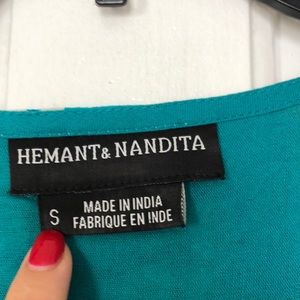 HEMANT & NANDITA
S
MADE IN INDIA
FABRIQUE EN INDE